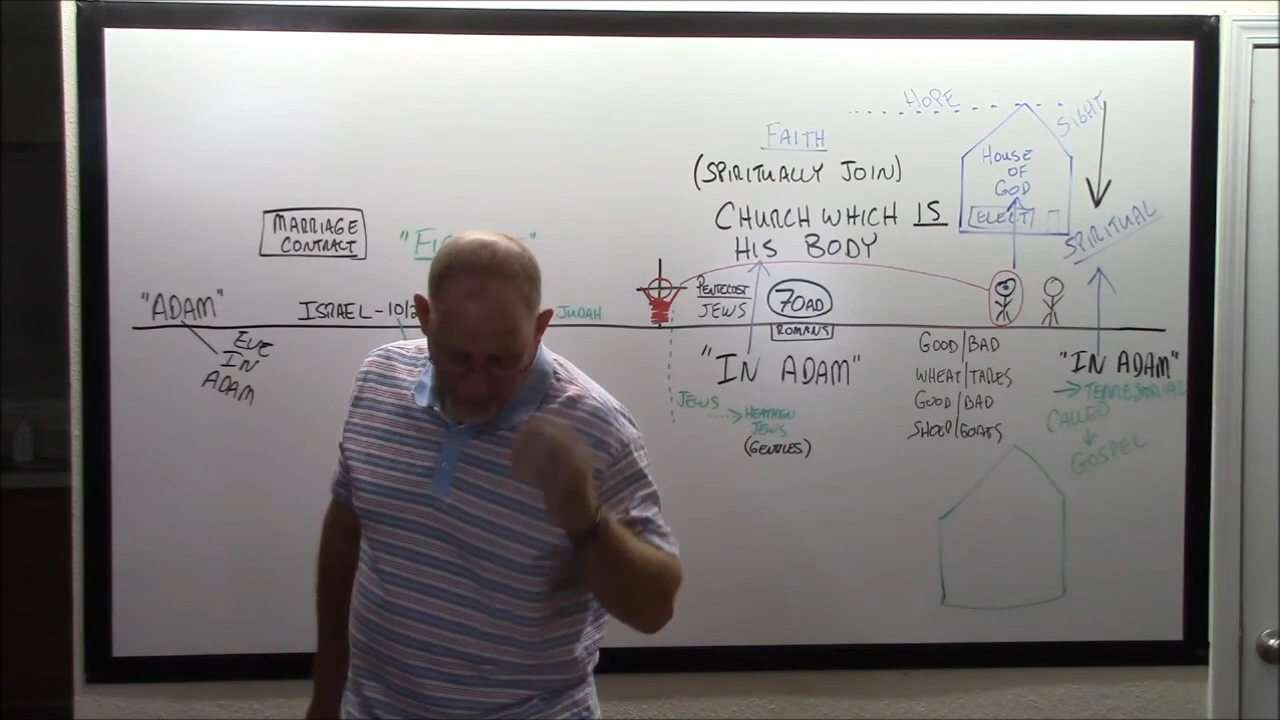 HOPE
SIGHT
FAITH
(SPIRITUALLY JOIN)
HOUSE
OF
GOD
ELECT
CHURCH WHICH IS
HIS BODY
SPIRITUAL
MARRIAGE
CONTRACT
"ADAM"
EVE
IN
ADAM
ISRAEL - 10
JUDAH
PENTECOST
JEWS
70AD
ROMANS
"IN ADAM"
JEWS
HEATHEN
JEWS
(GENTILES)
GOOD/BAD
WHEAT/TARES
GOOD/BAD
SHEEP/GOATS
"IN ADAM"
CALLED
GOSPEL